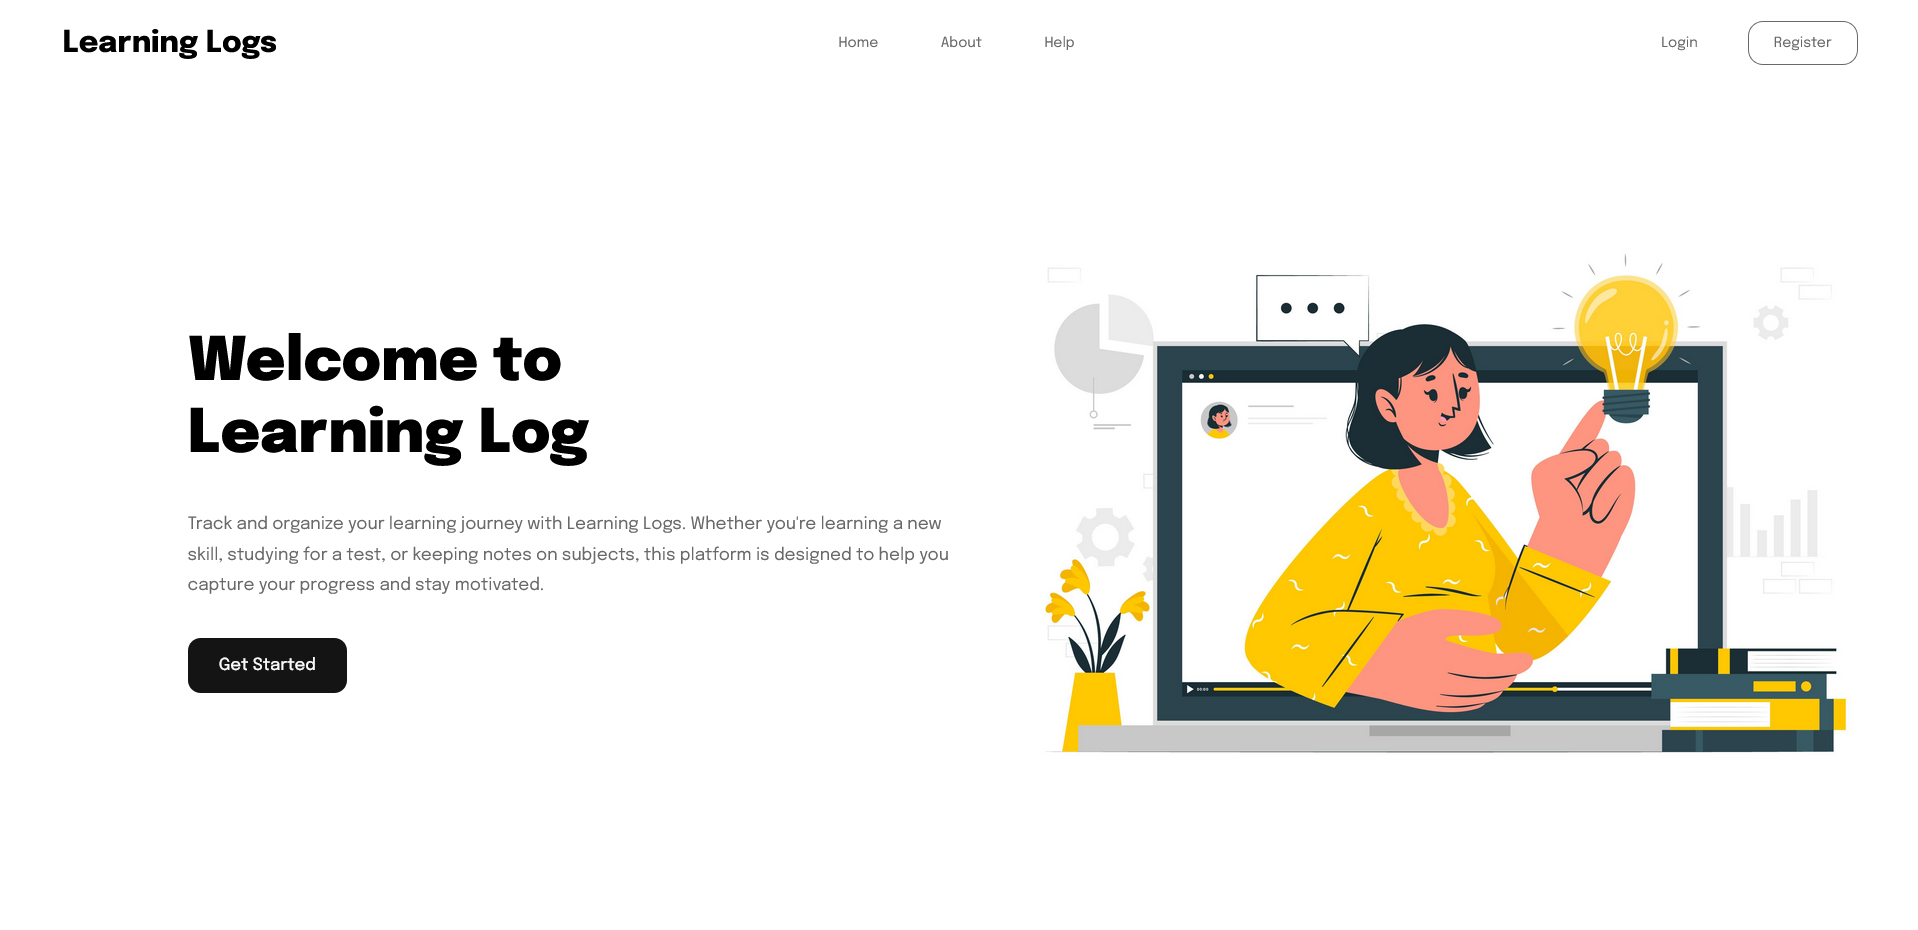 Learning Logs
Home About Help
Login Register
Welcome to
Learning Log
Track and organize your learning journey with Learning Logs. Whether you're learning a new
skill, studying for a test, or keeping notes on subjects, this platform is designed to help you
capture your progress and stay motivated.
Get Started
00:00